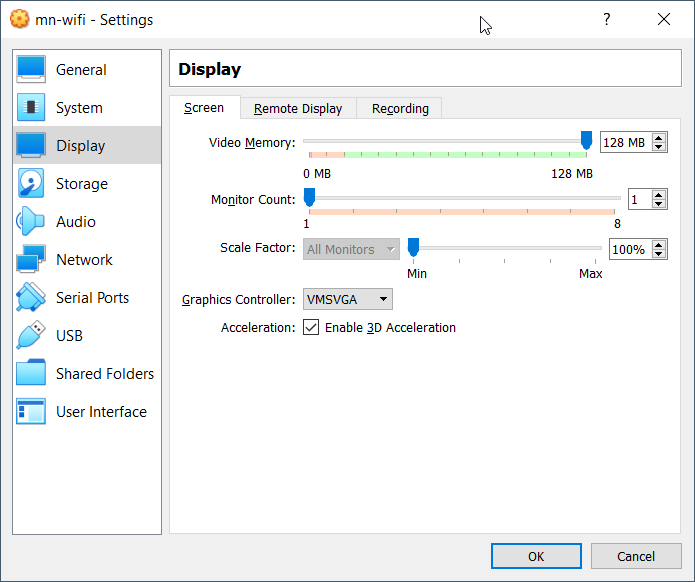 mn-wifi - Settings
?
General
System
Display
Storage
Audio
Network
Serial Ports
USB
Shared Folders
User Interface
Display
Screen
Remote Display
Recording
Video Memory:
128 MB
0 MB
128 MB
Monitor Count:
1
1
8
Scale Factor:
All Monitors
100%
Min
Max
Graphics Controller:
VMSVGA
Acceleration:
Enable 3D Acceleration
OK
Cancel